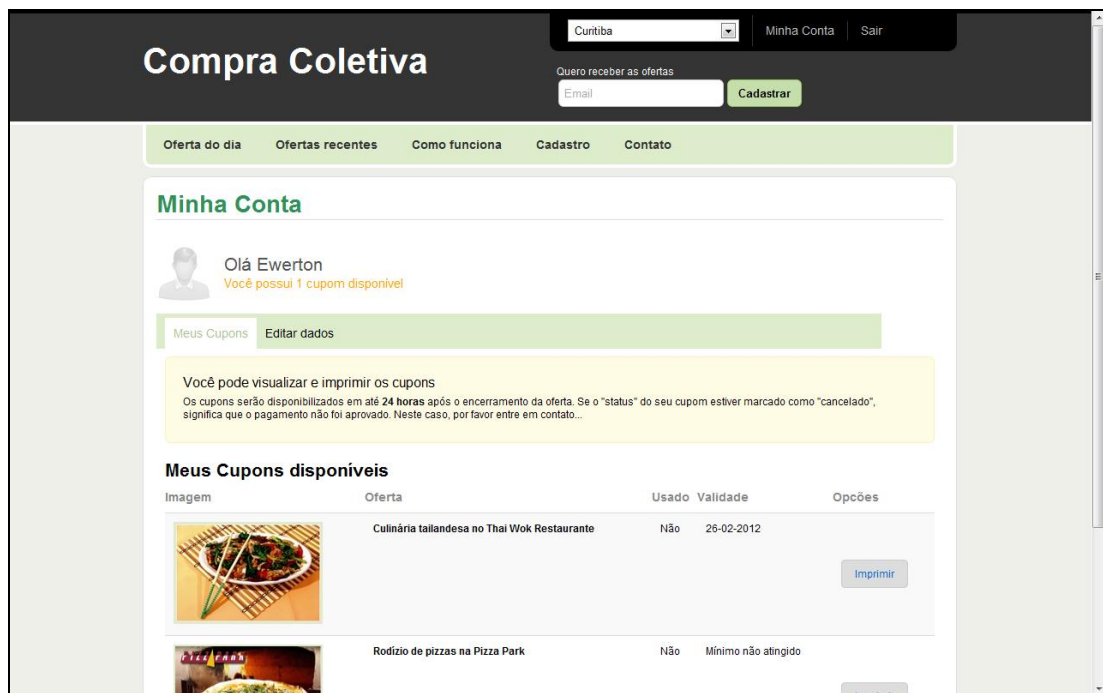 Curitiba
Minha Conta
Sair
Compra Coletiva
Quero receber as ofertas
Email
Cadastrar
Oferta do dia
Ofertas recentes
Como funciona
Cadastro
Contato
Minha Conta
Olá Ewerton
Você possui 1 cupom disponível
Meus Cupons
Editar dados
Você pode visualizar e imprimir os cupons
Os cupons serão disponibilizados em até 24 horas após o encerramento da oferta. Se o "status" do seu cupom estiver marcado como "cancelado",
significa que o pagamento não foi aprovado. Neste caso, por favor entre em contato...
Meus Cupons disponíveis
Imagem Oferta Usado Validade Opcões
Culinária tailandesa no Thai Wok Restaurante Não 26-02-2012
Imprimir
Rodízio de pizzas na Pizza Park Não Mínimo não atingido